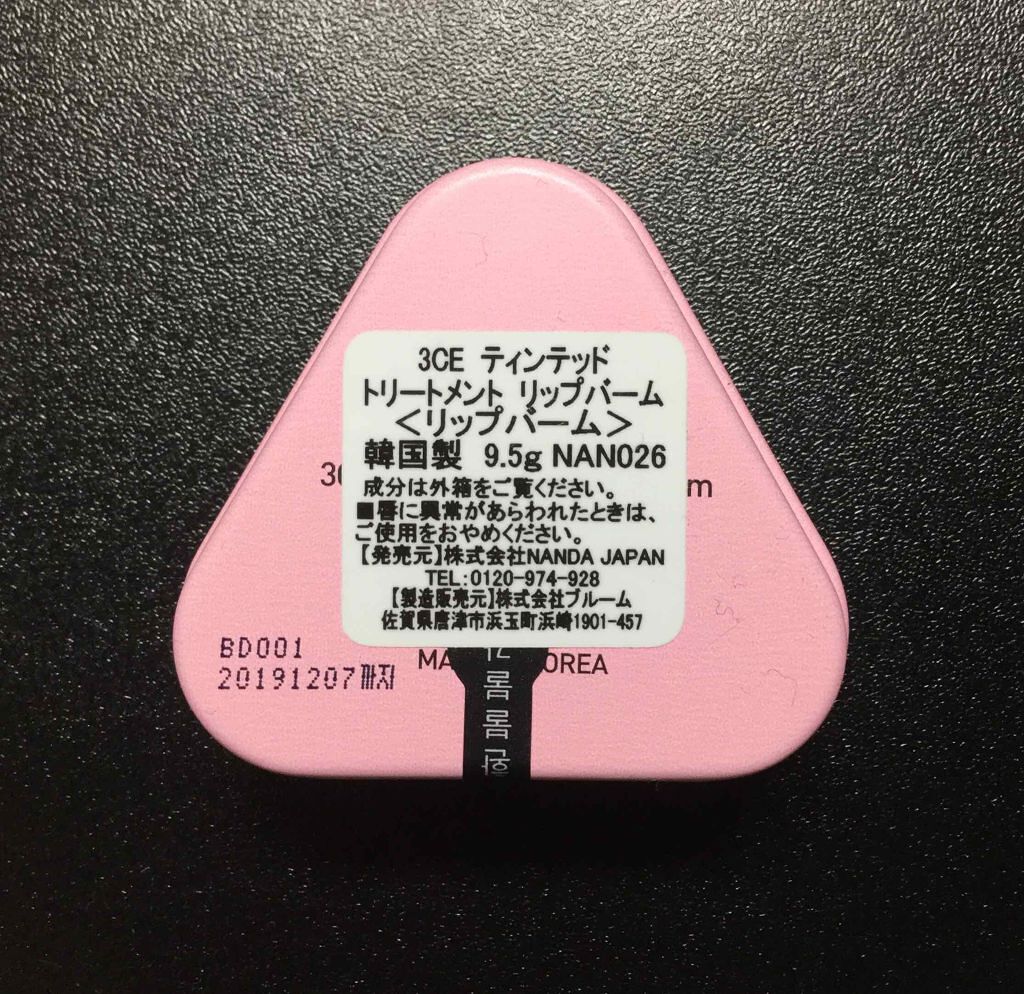 3CE ティンテッド
トリートメント リップバーム
＜リップバーム＞
韓国製 9.5g NAN026
成分は外箱をご覧ください。
■唇に異常があらわれたときは、
ご使用をおやめください。
【発売元】株式会社NANDA JAPAN
TEL:0120-974-928
【製造販売元】株式会社ブルーム
佐賀県唐津市浜玉町浜崎1901-457
BD001
20191207까지